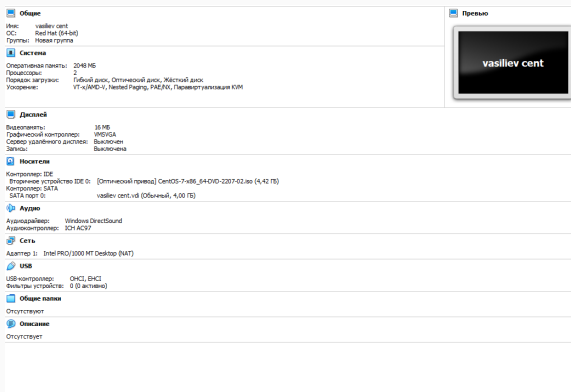 Общие
Имя: vasiliev cent
ОС: Red Hat (64-bit)
Группы: Новая группа
Система
Оперативная память: 2048 МБ
Процессоры: 2
Порядок загрузки: Гибкий диск, Оптический диск, Жёсткий диск
Ускорение: VT-x/AMD-V, Nested Paging, PAE/NX, Паравиртуализация KVM
Превью
vasiliev cent
Дисплей
Видеопамять: 16 МБ
Графический контроллер: VMSVGA
Сервер удалённого дисплея: Выключен
Запись: Выключена
Носители
Контроллер: IDE
Вторичное устройство IDE 0: [Оптический привод] CentOS-7-x86_64-DVD-2207-02.iso (4,42 ГБ)
Контроллер: SATA
SATA порт 0: vasiliev cent.vdi (Обычный, 4,00 ГБ)
Аудио
Аудиодрайвер: Windows DirectSound
Аудиоконтроллер: ICH AC97
Сеть
Адаптер 1: Intel PRO/1000 MT Desktop (NAT)
USB
USB-контроллер: OHCI, EHCI
Фильтры устройств: 0 (0 активно)
Общие папки
Отсутствуют
Описание
Отсутствует